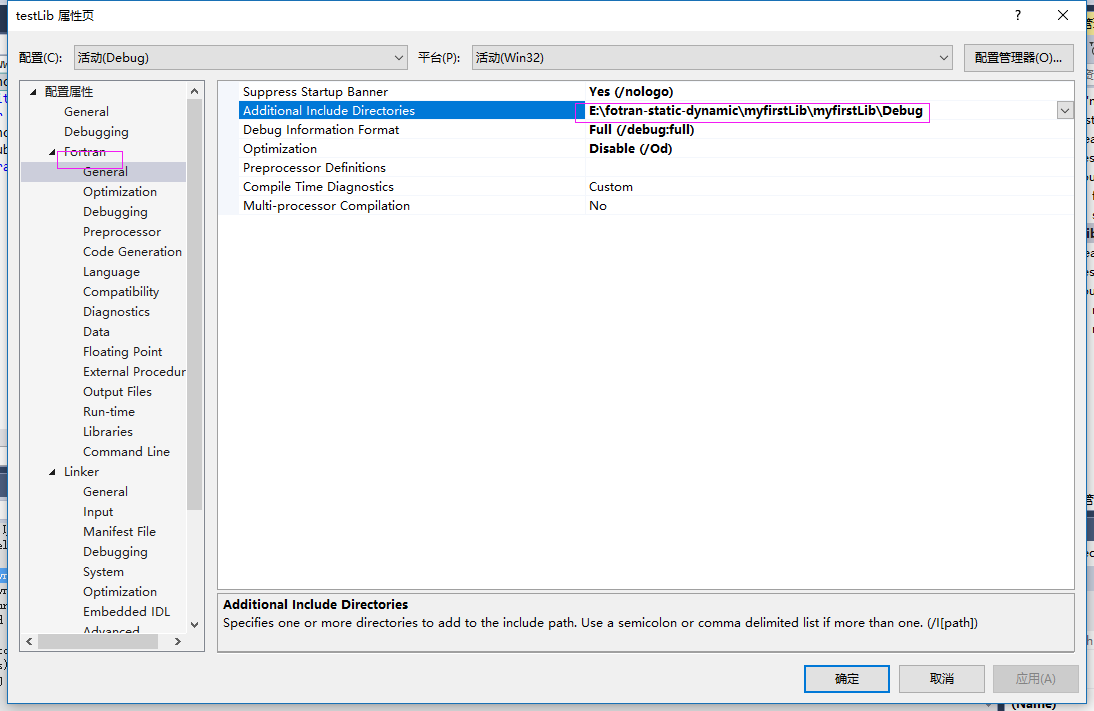 testLib 属性页
?
配置(C): 活动(Debug) 平台(P): 活动(Win32) 配置管理器(O)...
配置属性
General
Debugging
Fortran
General
Optimization
Debugging
Preprocessor
Code Generation
Language
Compatibility
Diagnostics
Data
Floating Point
External Procedur
Output Files
Run-time
Libraries
Command Line
Linker
General
Input
Manifest File
Debugging
System
Optimization
Embedded IDL
Advanced
Suppress Startup Banner Yes (/nologo)
Additional Include Directories E:\fotran-static-dynamic\myfirstLib\myfirstLib\Debug
Debug Information Format Full (/debug:full)
Optimization Disable (/Od)
Preprocessor Definitions
Compile Time Diagnostics Custom
Multi-processor Compilation No
Additional Include Directories
Specifies one or more directories to add to the include path. Use a semicolon or comma delimited list if more than one. (/I[path])
确定 取消 应用(A)
(Name)